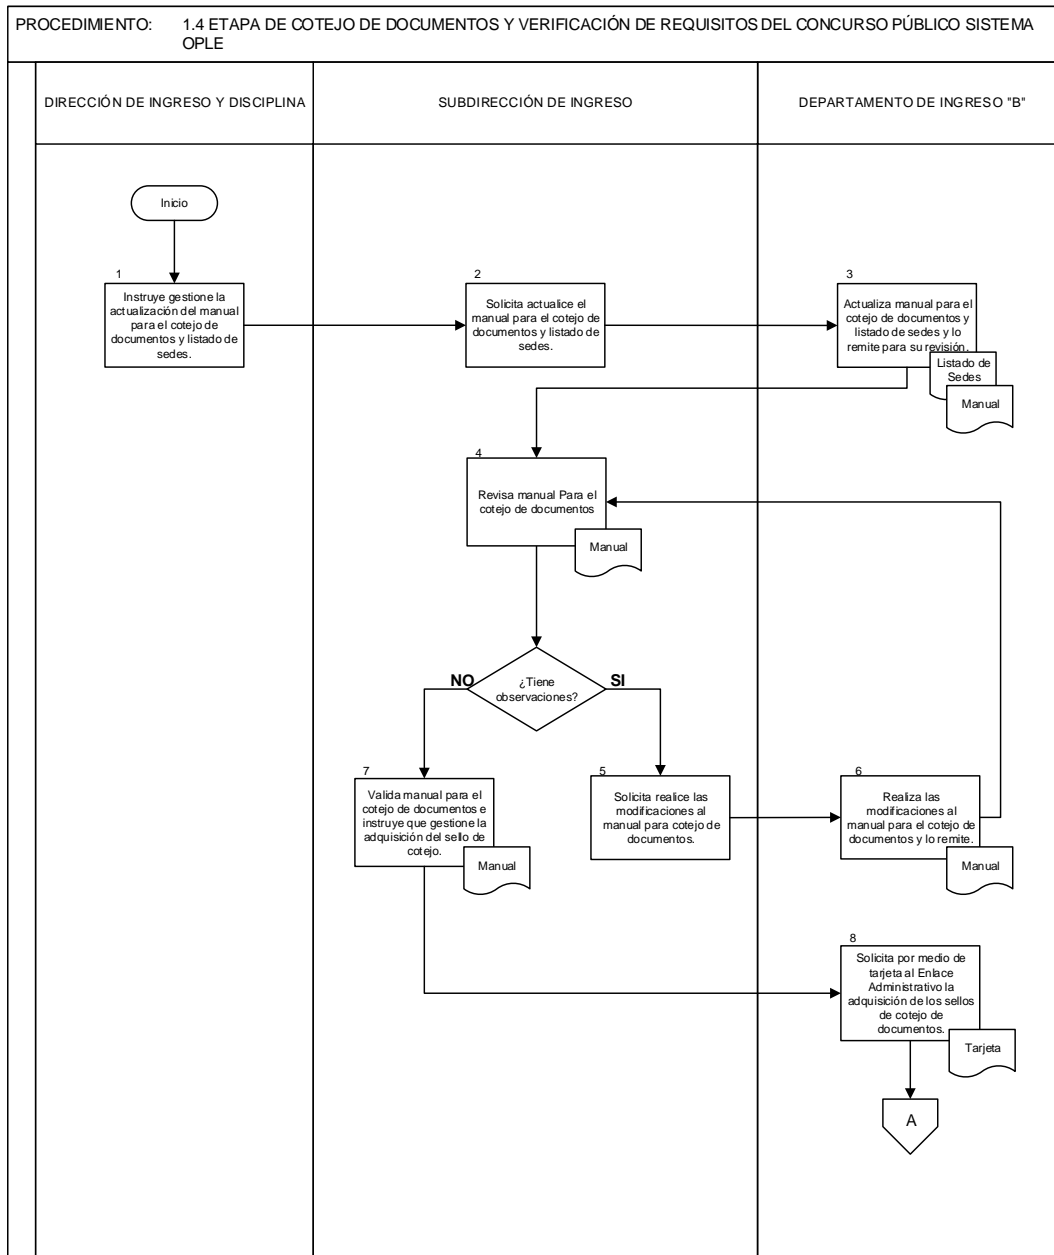 PROCEDIMIENTO: 1.4 ETAPA DE COTEJO DE DOCUMENTOS Y VERIFICACIÓN DE REQUISITOS DEL CONCURSO PÚBLICO SISTEMA
OPLE
DIRECCIÓN DE INGRESO Y DISCIPLINA
SUBDIRECCIÓN DE INGRESO
DEPARTAMENTO DE INGRESO "B"
Inicio
1
Instruye gestione la
actualización del manual
para el cotejo de
documentos y listado de
sedes.
2
Solicita actualice el
manual para el cotejo de
documentos y listado de
sedes.
3
Actualiza manual para el
cotejo de documentos y
listado de sedes y lo
remite para su revisión.
Listado de
Sedes
Manual
4
Revisa manual Para el
cotejo de documentos
Manual
¿Tiene
observaciones?
NO
SI
7
Valida manual para el
cotejo de documentos e
instruye que gestione la
adquisición del sello de
cotejo.
Manual
5
Solicita realice las
modificaciones al
manual para cotejo de
documentos.
6
Realiza las
modificaciones al
manual para el cotejo de
documentos y lo remite.
Manual
8
Solicita por medio de
tarjeta al Enlace
Administrativo la
adquisición de los sellos
de cotejo de
documentos.
Tarjeta
A